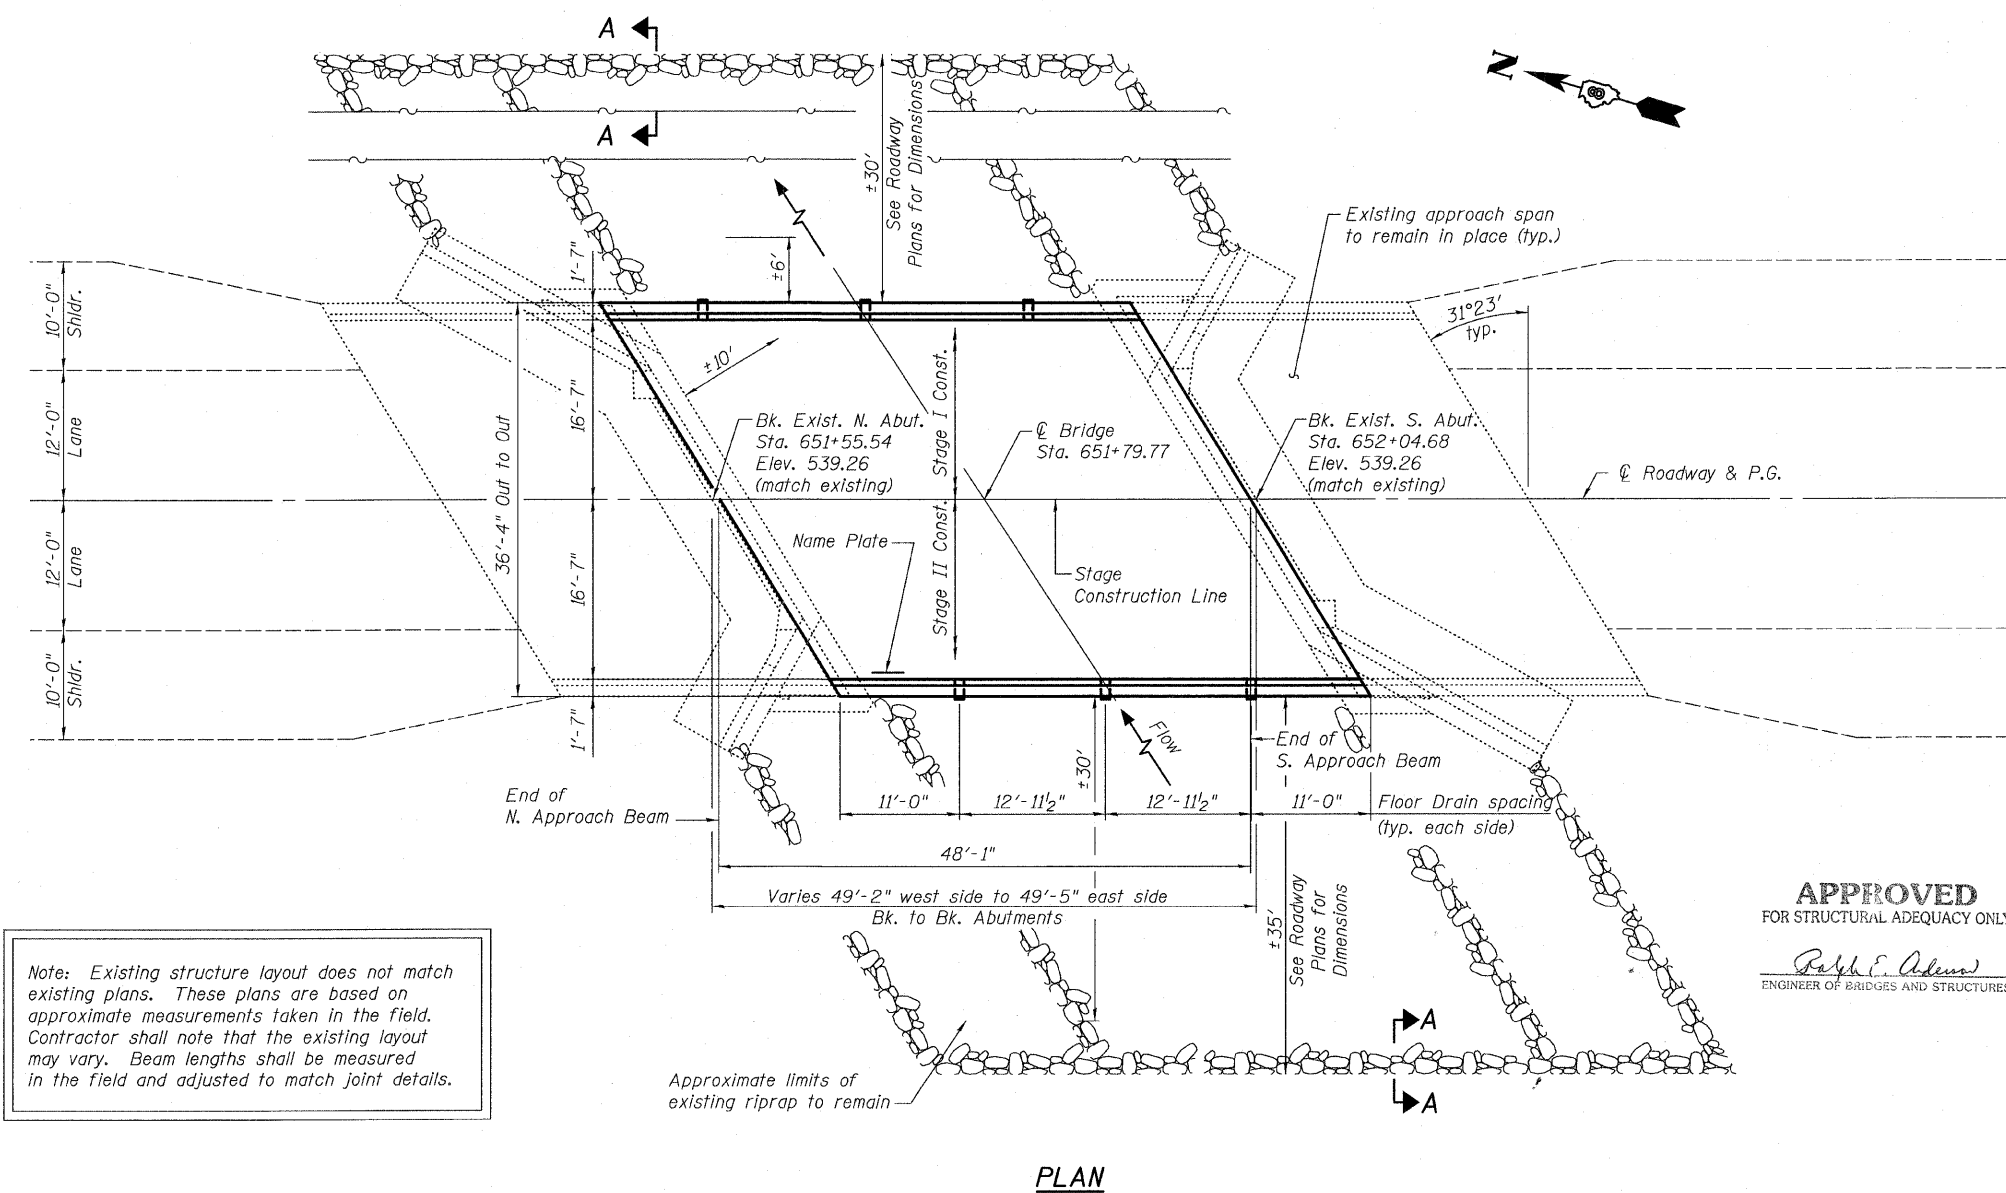 A
A
N
±30'
See Roadway
Plans for Dimensions
Existing approach span
to remain in place (typ.)
1'-7"
±6'
10'-0"
Shldr.
31°23'
typ.
±10'
12'-0"
Lane
36'-4" Out to Out
16'-7"
Stage I Const.
Bk. Exist. N. Abut.
Sta. 651+55.54
Elev. 539.26
(match existing)
℄ Bridge
Sta. 651+79.77
Bk. Exist. S. Abut.
Sta. 652+04.68
Elev. 539.26
(match existing)
℄ Roadway & P.G.
12'-0"
Lane
16'-7"
Name Plate
Stage II Const.
Stage
Construction Line
10'-0"
Shldr.
1'-7"
Flow
±30'
End of
S. Approach Beam
End of
N. Approach Beam
11'-0"
12'-11½"
12'-11½"
11'-0"
Floor Drain spacing
(typ. each side)
48'-1"
Varies 49'-2" west side to 49'-5" east side
Bk. to Bk. Abutments
±35'
See Roadway
Plans for
Dimensions
APPROVED
FOR STRUCTURAL ADEQUACY ONLY
Ralph E. Anderson
ENGINEER OF BRIDGES AND STRUCTURES
Note: Existing structure layout does not match
existing plans. These plans are based on
approximate measurements taken in the field.
Contractor shall note that the existing layout
may vary. Beam lengths shall be measured
in the field and adjusted to match joint details.
A
A
Approximate limits of
existing riprap to remain
PLAN